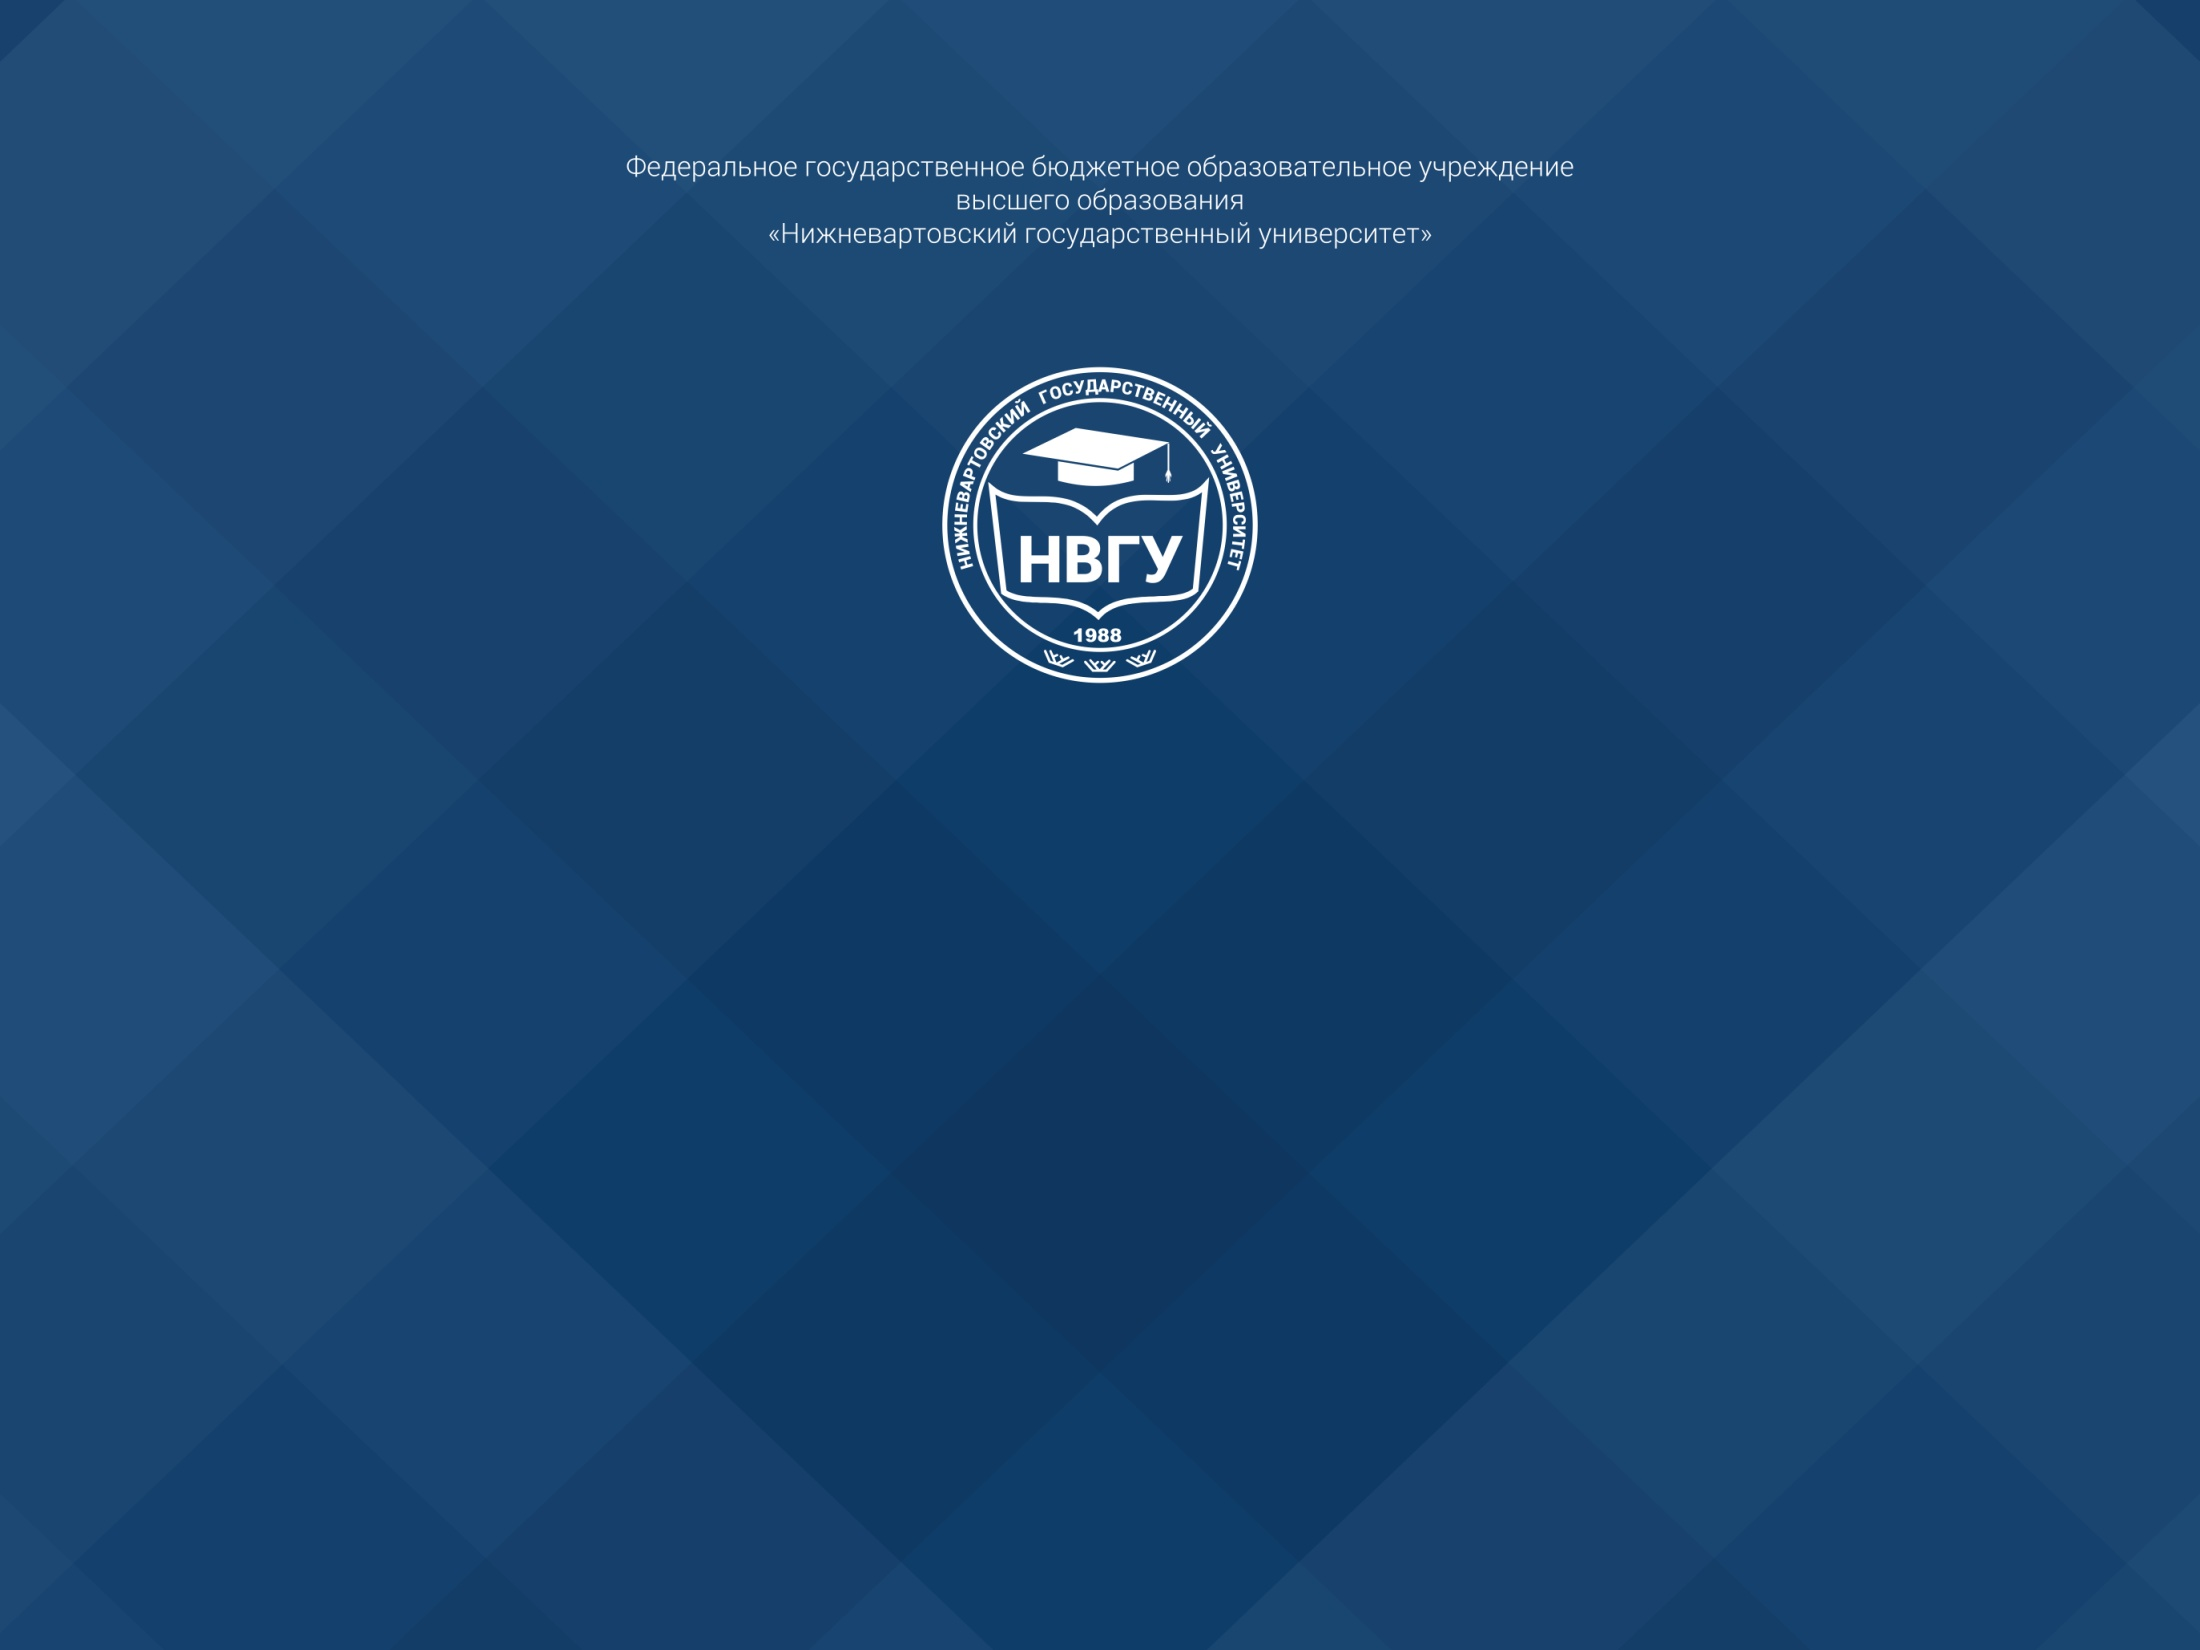 Федеральное государственное бюджетное образовательное учреждение
высшего образования
«Нижневартовский государственный университет»
НИЖНЕВАРТОВСКИЙ ГОСУДАРСТВЕННЫЙ УНИВЕРСИТЕТ
НВГУ
1988